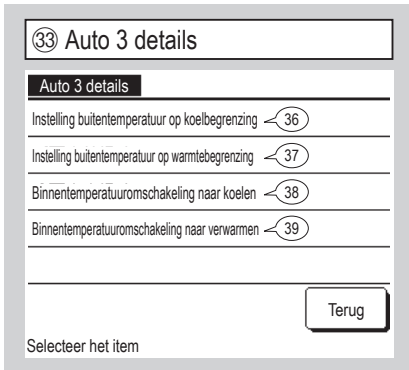 ㉝ Auto 3 details
Auto 3 details
Instelling buitentemperatuur op koelbegrenzing 36
Instelling buitentemperatuur op warmtebegrenzing 37
Binnentemperatuuromschakeling naar koelen 38
Binnentemperatuuromschakeling naar verwarmen 39
Terug
Selecteer het item